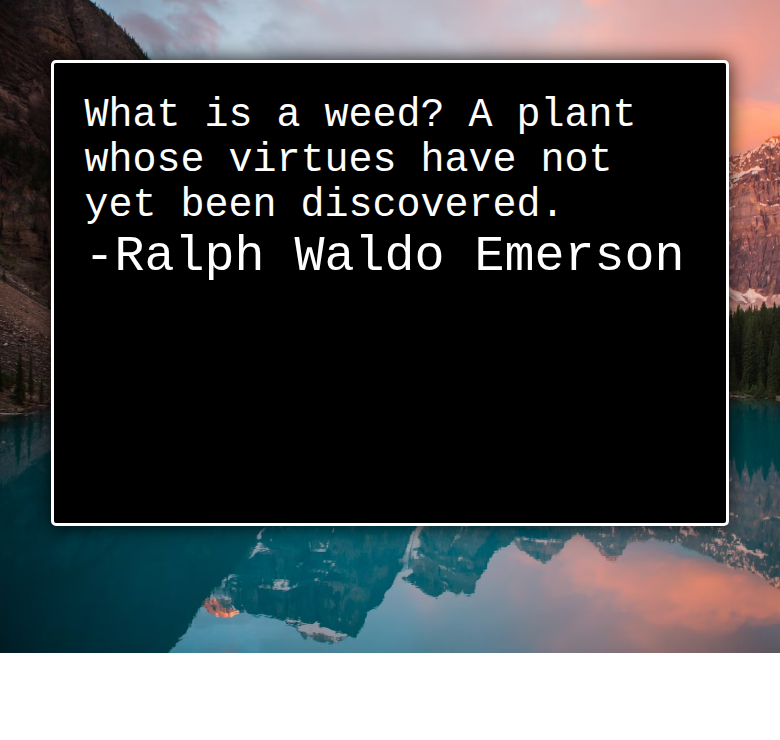 What is a weed? A plant
whose virtues have not
yet been discovered.
-Ralph Waldo Emerson